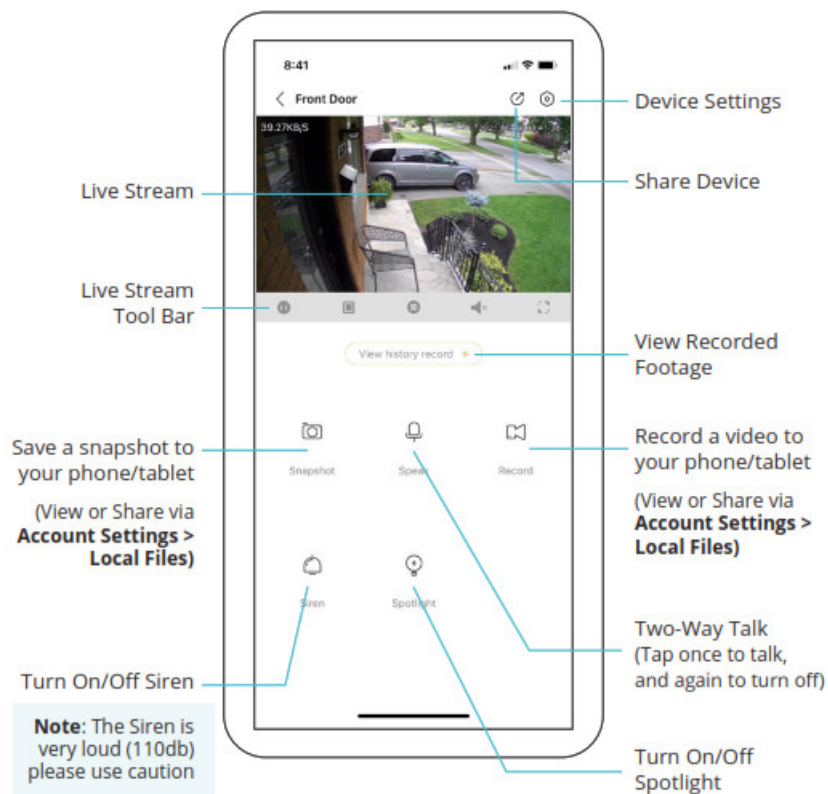 8:41
Front Door
39.27KB/S
Device Settings
Share Device
Live Stream
Live Stream
Tool Bar
View history record
View Recorded
Footage
Snapshot
Speak
Record
Save a snapshot to
your phone/tablet
(View or Share via
Account Settings >
Local Files)
Record a video to
your phone/tablet
(View or Share via
Account Settings >
Local Files)
Siren
Spotlight
Two-Way Talk
(Tap once to talk,
and again to turn off)
Turn On/Off Siren
Note: The Siren is
very loud (110db)
please use caution
Turn On/Off
Spotlight